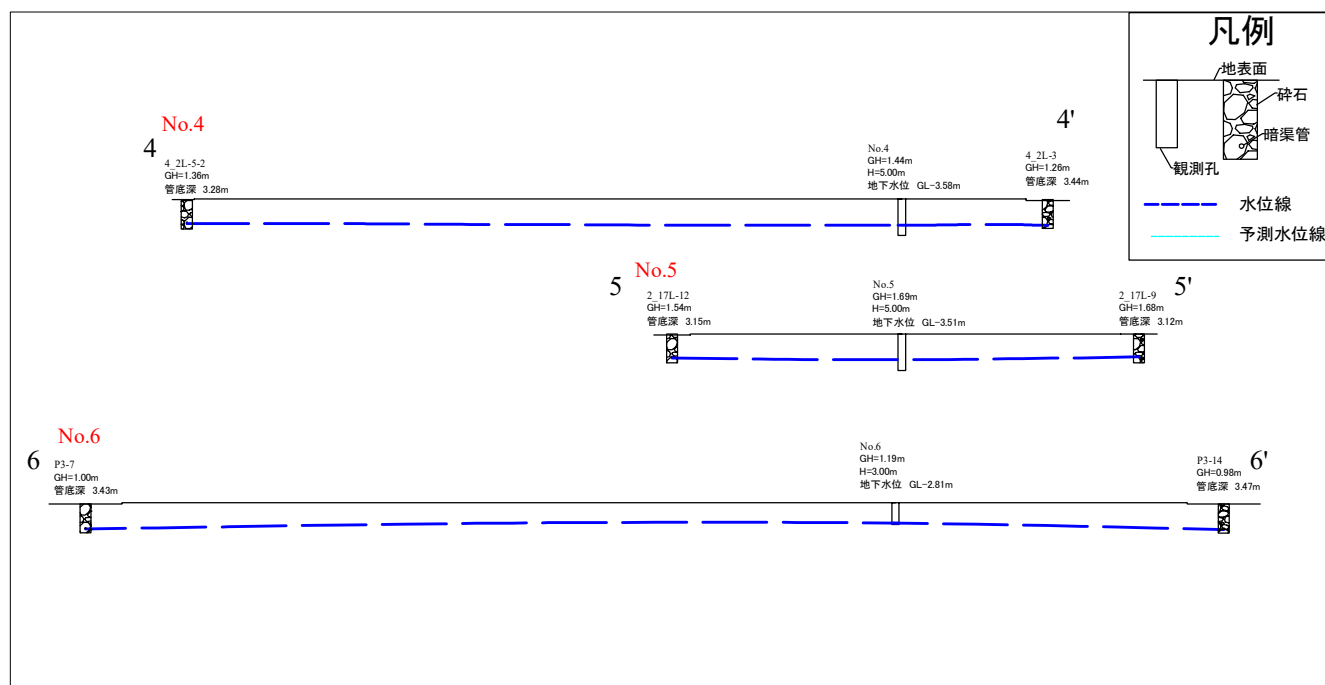 凡例
地表面
砕石
暗渠管
観測孔
水位線
予測水位線
No.4
4
4'
4_2L-5-2
GH=1.36m
管底深 3.28m
No.4
GH=1.44m
H=5.00m
地下水位 GL-3.58m
4_2L-3
GH=1.26m
管底深 3.44m
No.5
5
5'
2_17L-12
GH=1.54m
管底深 3.15m
No.5
GH=1.69m
H=5.00m
地下水位 GL-3.51m
2_17L-9
GH=1.68m
管底深 3.12m
No.6
6
6'
P3-7
GH=1.00m
管底深 3.43m
No.6
GH=1.19m
H=3.00m
地下水位 GL-2.81m
P3-14
GH=0.98m
管底深 3.47m